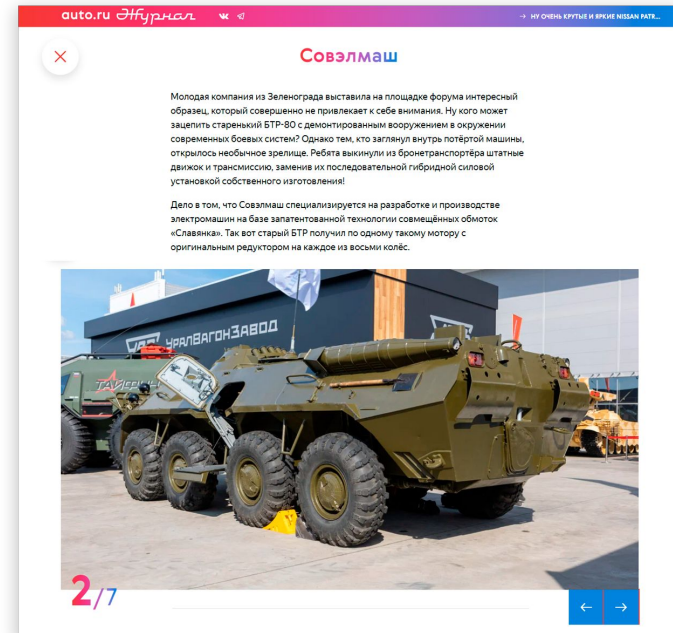 auto.ru Журнал
→ НУ ОЧЕНЬ КРУТЫЕ И ЯРКИЕ NISSAN PATR...
Совэлмаш
Молодая компания из Зеленограда выставила на площадке форума интересный
образец, который совершенно не привлекает к себе внимания. Ну кого может
зацепить старенький БТР-80 с демонтированным вооружением в окружении
современных боевых систем? Однако тем, кто заглянул внутрь потёртой машины,
открылось необычное зрелище. Ребята выкинули из бронетранспортёра штатные
движок и трансмиссию, заменив их последовательной гибридной силовой
установкой собственного изготовления!
Дело в том, что Совэлмаш специализируется на разработке и производстве
электромашин на базе запатентованной технологии совмещённых обмоток
«Славянка». Так вот старый БТР получил по одному такому мотору с
оригинальным редуктором на каждое из восьми колёс.
УРАЛВАГОНЗАВОД
ТАЙФУН
2/7